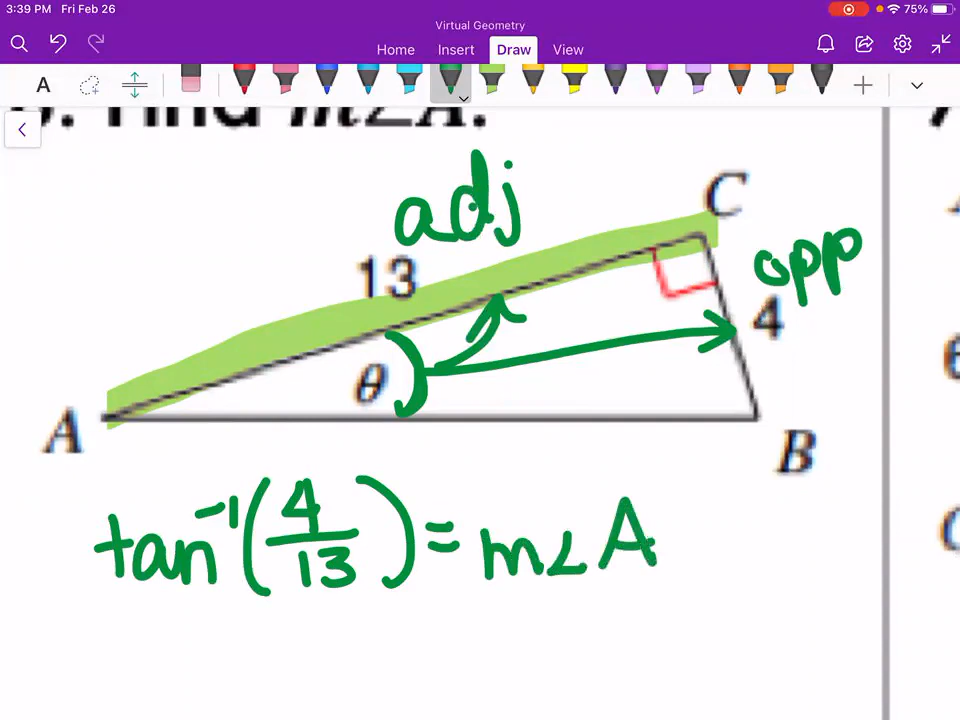 3:39 PM Fri Feb 26
75%
Virtual Geometry
Home Insert Draw View
A
Find m∠A.
adj
C
opp
13
4
θ
A
B
tan⁻¹(4/13) = m∠A